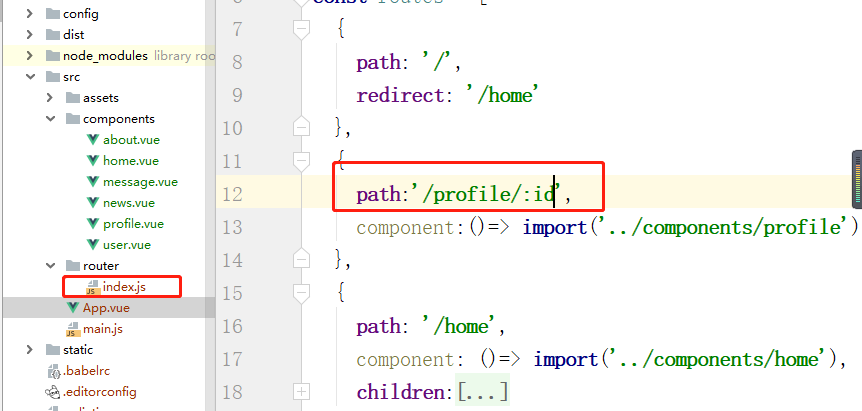 config
dist
node_modules library roo
src
assets
components
about.vue
home.vue
message.vue
news.vue
profile.vue
user.vue
router
index.js
App.vue
main.js
static
.babelrc
.editorconfig
7 {
8 path: '/',
9 redirect: '/home'
10 },
11 {
12 path:'/profile/:id',
13 component:()=> import('../components/profile')
14 },
15 {
16 path: '/home',
17 component: ()=> import('../components/home'),
18 children:[...]